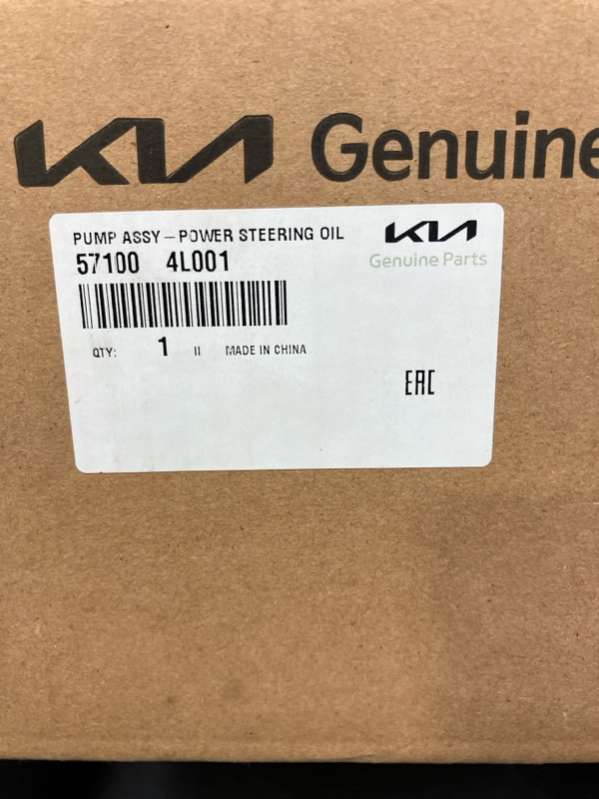 KIA Genuine
PUMP ASSY-POWER STEERING OIL
KIA
57100 4L001
Genuine Parts
QTY: 1 II MADE IN CHINA
EAC